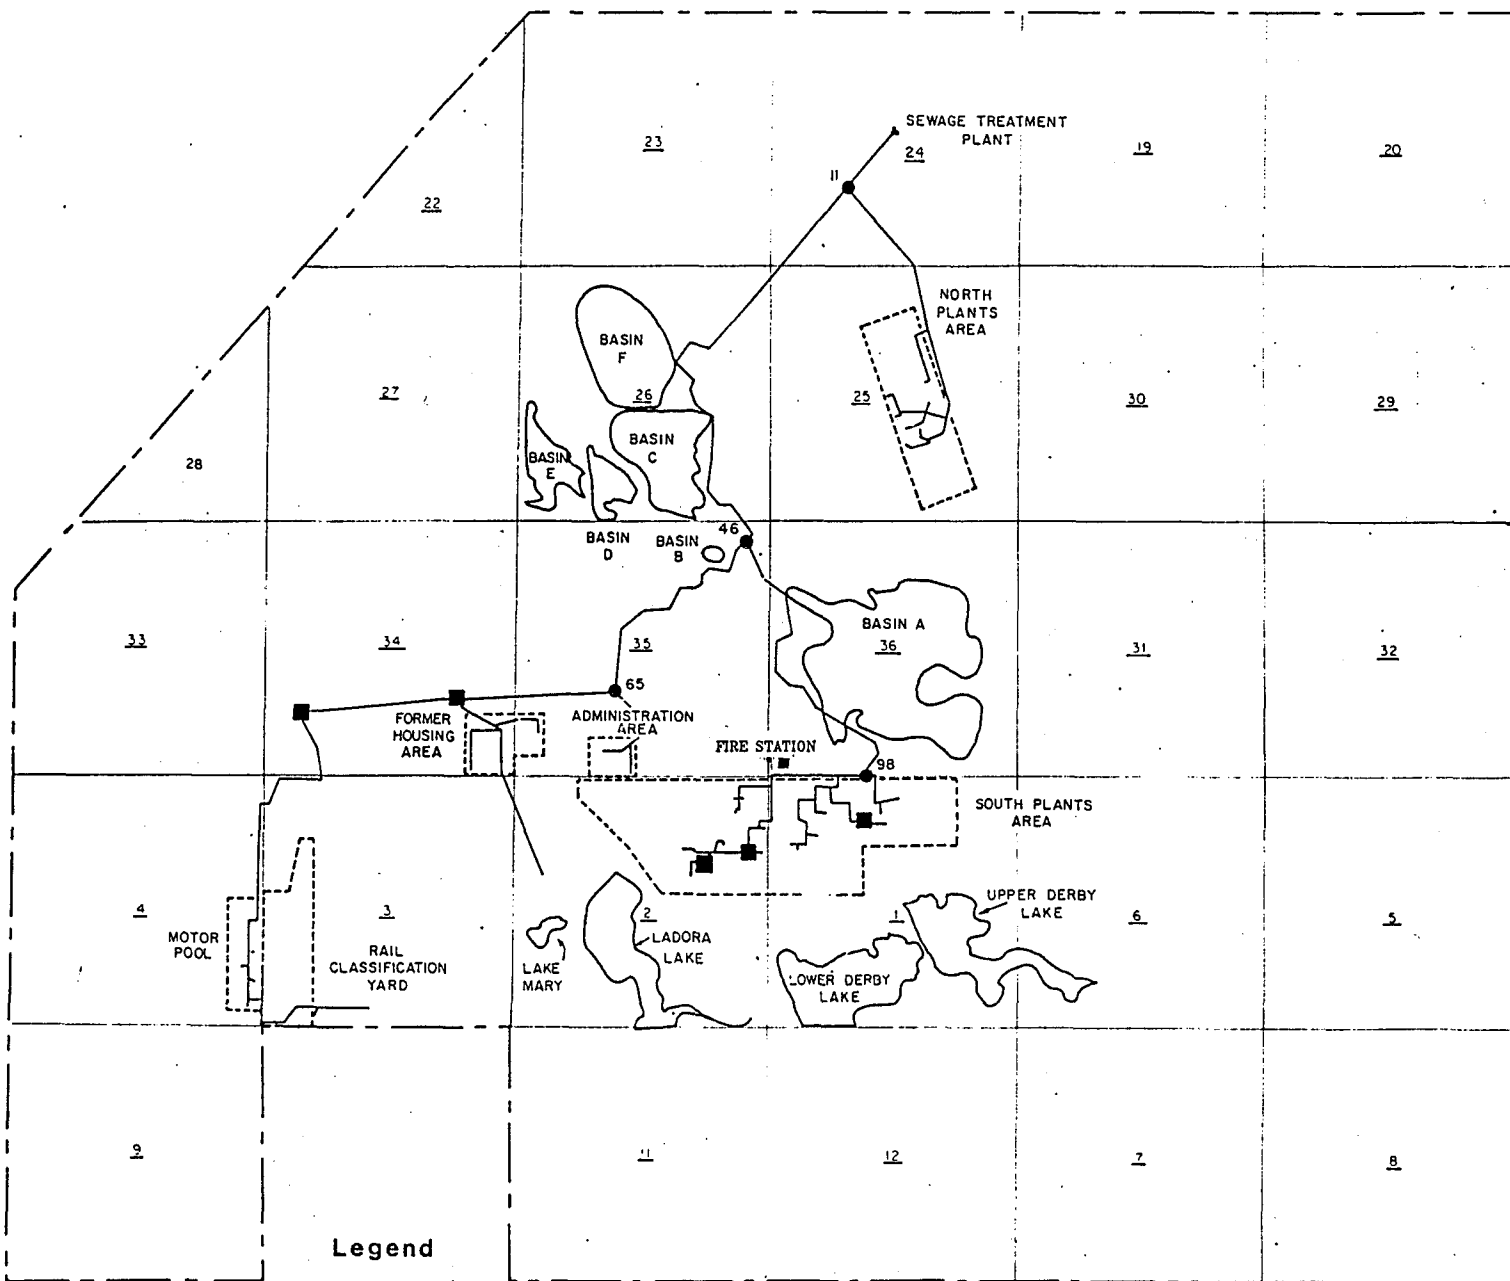 SEWAGE TREATMENT
PLANT
23
24
19
20
11
22
NORTH
PLANTS
AREA
BASIN
F
27
26
25
30
29
BASIN
C
BASIN
E
28
46
BASIN
D
BASIN
B
BASIN A
33
34
35
36
31
32
65
FORMER
HOUSING
AREA
ADMINISTRATION
AREA
FIRE STATION
98
SOUTH PLANTS
AREA
UPPER DERBY
LAKE
4
3
2
1
6
5
MOTOR
POOL
RAIL
CLASSIFICATION
YARD
LAKE
MARY
LADORA
LAKE
LOWER DERBY
LAKE
9
11
12
7
8
Legend